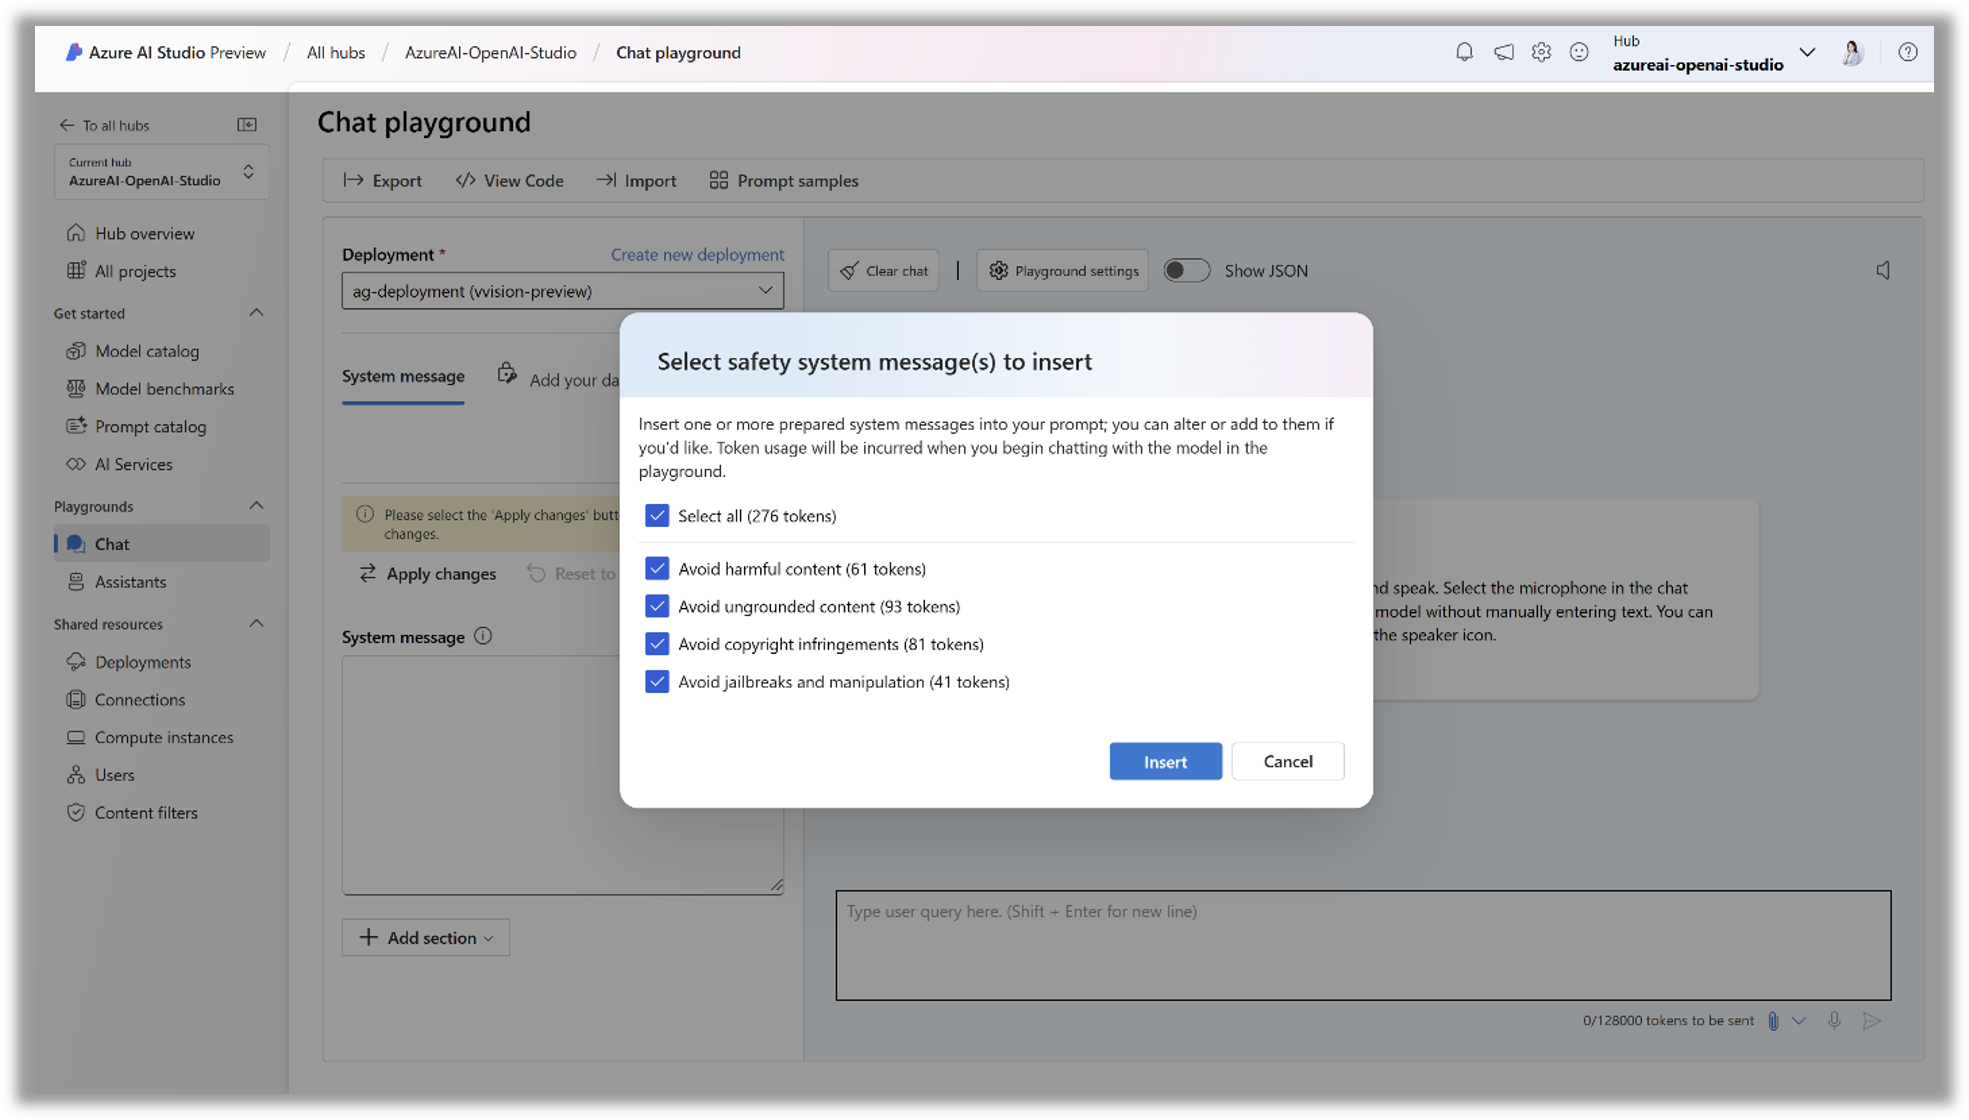 Azure AI Studio Preview / All hubs / AzureAI-OpenAI-Studio / Chat playground
Hub
azureai-openai-studio
To all hubs
Current hub
AzureAI-OpenAI-Studio
Hub overview
All projects
Get started
Model catalog
Model benchmarks
Prompt catalog
AI Services
Playgrounds
Chat
Assistants
Shared resources
Deployments
Connections
Compute instances
Users
Content filters
Chat playground
Export
View Code
Import
Prompt samples
Deployment *
Create new deployment
ag-deployment (vvision-preview)
System message
Add your da
Please select the 'Apply changes' butt
changes.
Apply changes
Reset to
System message
Add section
Clear chat
Playground settings
Show JSON
Select safety system message(s) to insert
Insert one or more prepared system messages into your prompt; you can alter or add to them if
you'd like. Token usage will be incurred when you begin chatting with the model in the
playground.
Select all (276 tokens)
Avoid harmful content (61 tokens)
Avoid ungrounded content (93 tokens)
Avoid copyright infringements (81 tokens)
Avoid jailbreaks and manipulation (41 tokens)
Insert
Cancel
nd speak. Select the microphone in the chat
model without manually entering text. You can
the speaker icon.
Type user query here. (Shift + Enter for new line)
0/128000 tokens to be sent